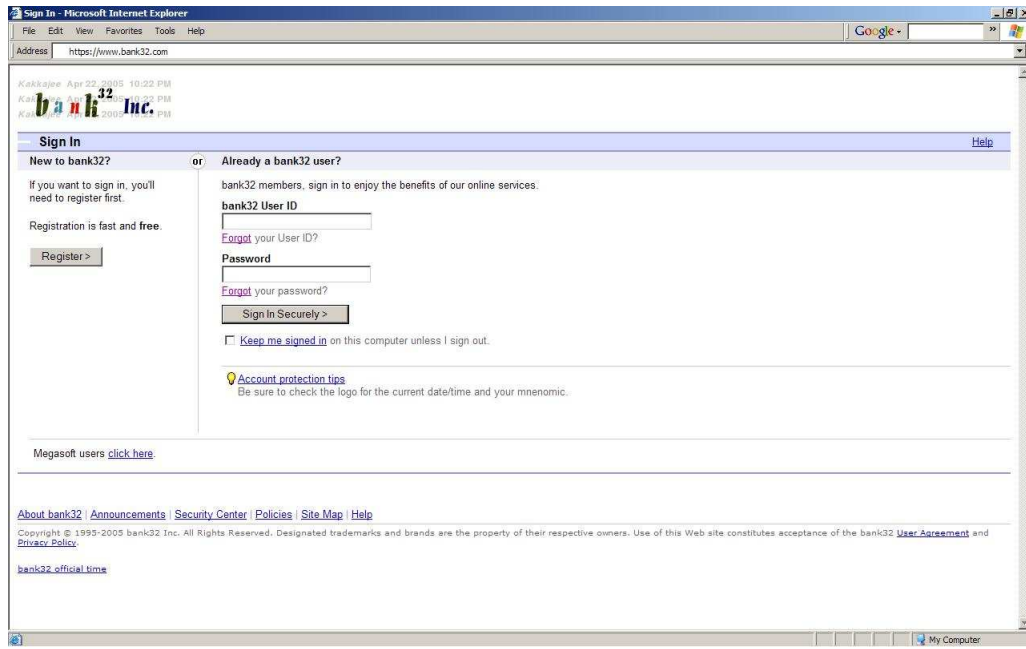 Sign In - Microsoft Internet Explorer
File Edit View Favorites Tools Help
Google
Address https://www.bank32.com
Kakkajee Apr 22, 2005 10:22 PM
bank32 Inc.
Sign In Help
New to bank32? or Already a bank32 user?
If you want to sign in, you'll
need to register first.
Registration is fast and free.
Register >
bank32 members, sign in to enjoy the benefits of our online services.
bank32 User ID
Forgot your User ID?
Password
Forgot your password?
Sign In Securely >
Keep me signed in on this computer unless I sign out.
Account protection tips
Be sure to check the logo for the current date/time and your mnenomic.
Megasoft users click here.
About bank32 | Announcements | Security Center | Policies | Site Map | Help
Copyright © 1995-2005 bank32 Inc. All Rights Reserved. Designated trademarks and brands are the property of their respective owners. Use of this Web site constitutes acceptance of the bank32 User Agreement and
Privacy Policy.
bank32 official time
My Computer